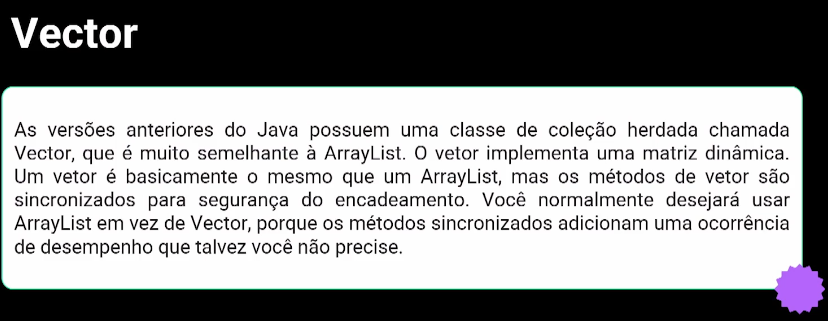 Vector
As versões anteriores do Java possuem uma classe de coleção herdada chamada
Vector, que é muito semelhante à ArrayList. O vetor implementa uma matriz dinâmica.
Um vetor é basicamente o mesmo que um ArrayList, mas os métodos de vetor são
sincronizados para segurança do encadeamento. Você normalmente desejará usar
ArrayList em vez de Vector, porque os métodos sincronizados adicionam uma ocorrência
de desempenho que talvez você não precise.